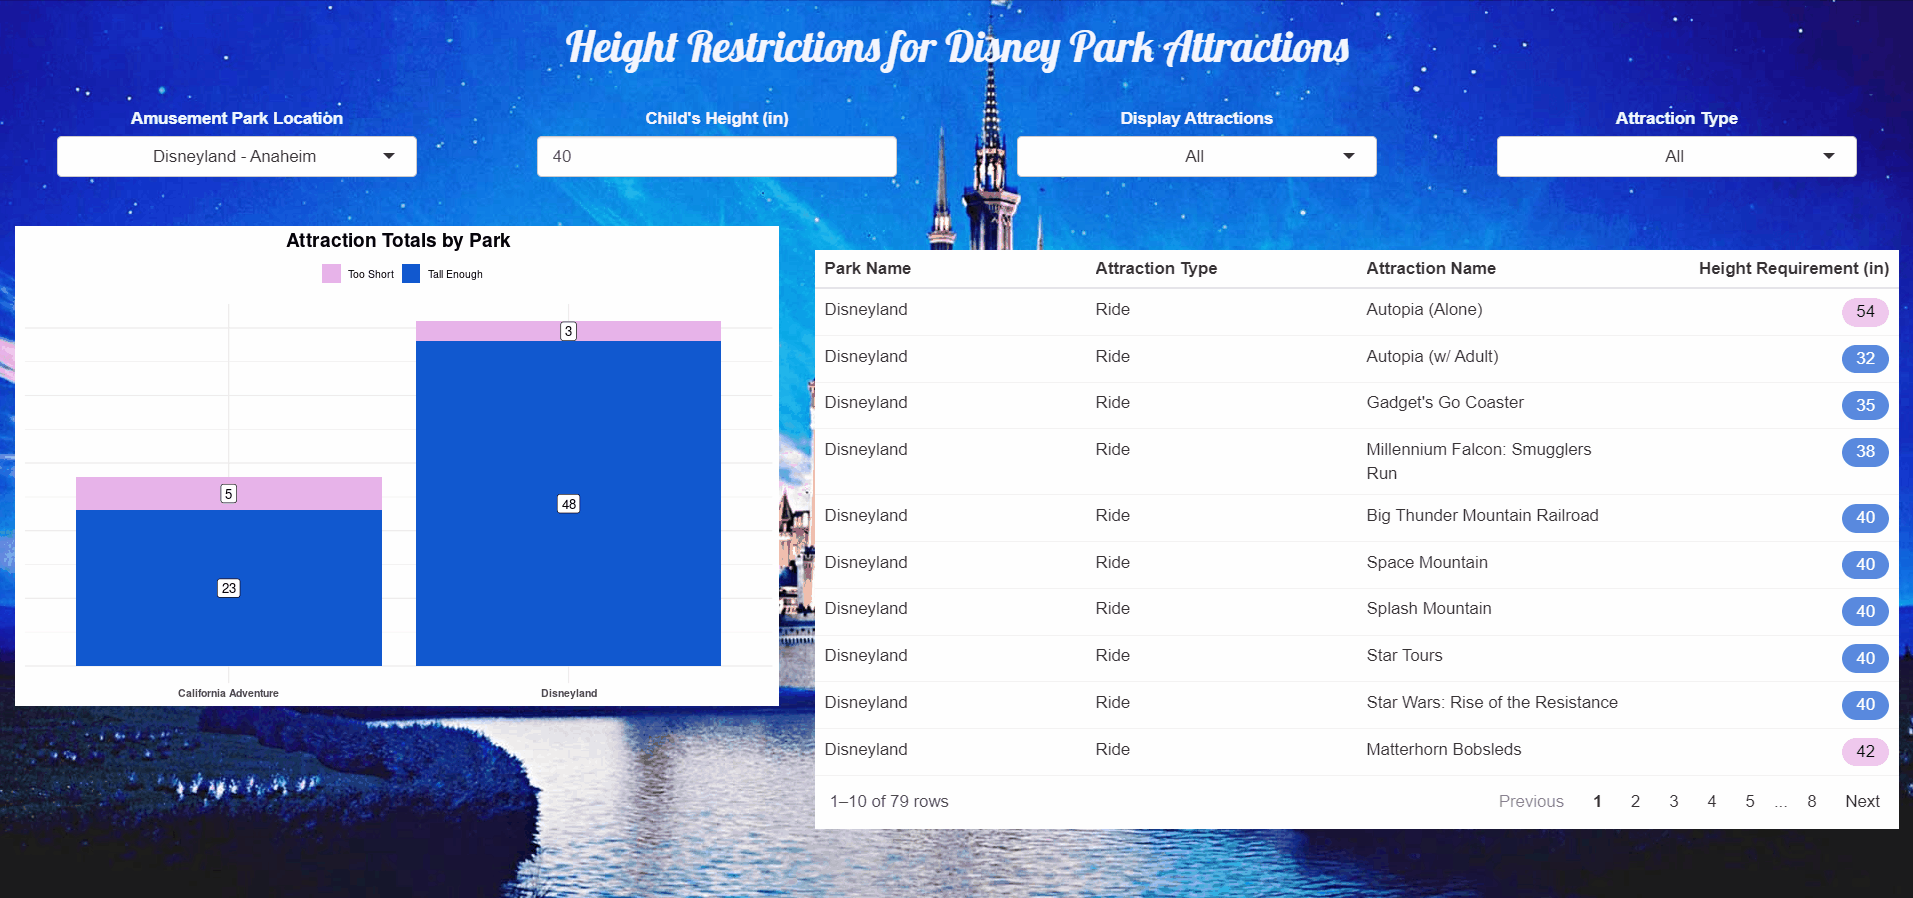 Height Restrictions for Disney Park Attractions
Amusement Park Location
Disneyland - Anaheim
Child's Height (in)
40
Display Attractions
All
Attraction Type
All
Attraction Totals by Park
Too Short Tall Enough
3
5
48
23
California Adventure Disneyland
Park Name Attraction Type Attraction Name Height Requirement (in)
Disneyland Ride Autopia (Alone) 54
Disneyland Ride Autopia (w/ Adult) 32
Disneyland Ride Gadget's Go Coaster 35
Disneyland Ride Millennium Falcon: Smugglers 38
Run
Disneyland Ride Big Thunder Mountain Railroad 40
Disneyland Ride Space Mountain 40
Disneyland Ride Splash Mountain 40
Disneyland Ride Star Tours 40
Disneyland Ride Star Wars: Rise of the Resistance 40
Disneyland Ride Matterhorn Bobsleds 42
1–10 of 79 rows Previous 1 2 3 4 5 ... 8 Next